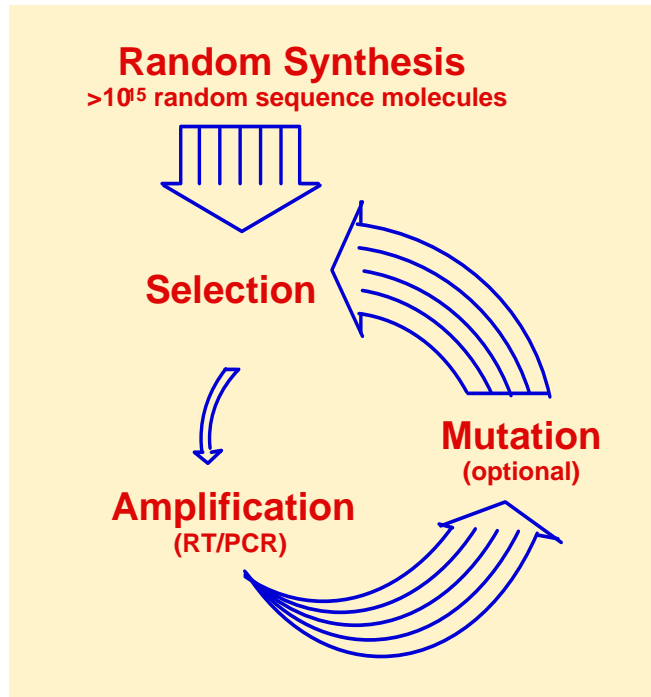 Random Synthesis
>10¹⁵ random sequence molecules
Selection
Mutation
(optional)
Amplification
(RT/PCR)